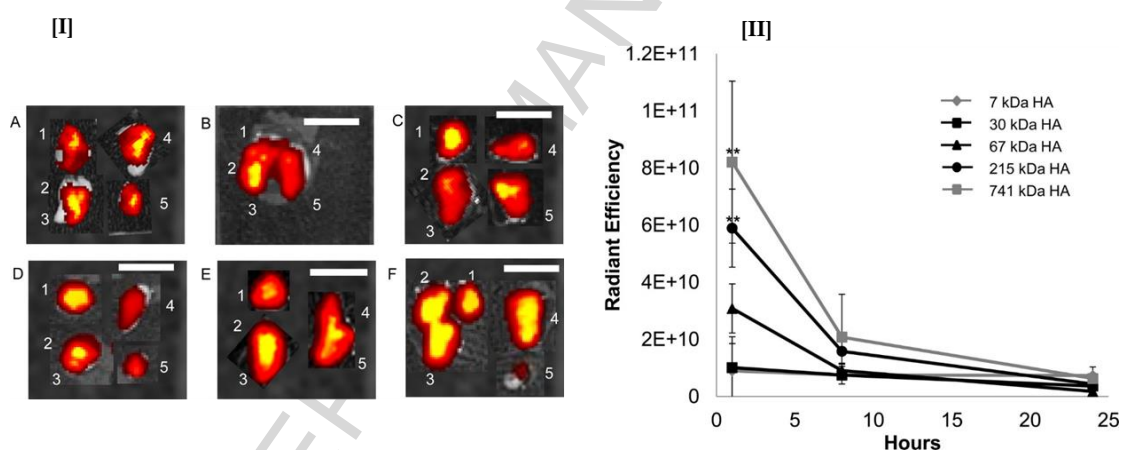 [I]
A 1 2 3 4 5
B 1 2 3 4 5
C 1 2 3 4 5
D 1 2 3 4 5
E 1 2 3 4
F 2 1 3 4 5
[II]
1.2E+11
1E+11
8E+10
6E+10
4E+10
2E+10
0
Radiant Efficiency
**
**
7 kDa HA
30 kDa HA
67 kDa HA
215 kDa HA
741 kDa HA
0 5 10 15 20 25
Hours